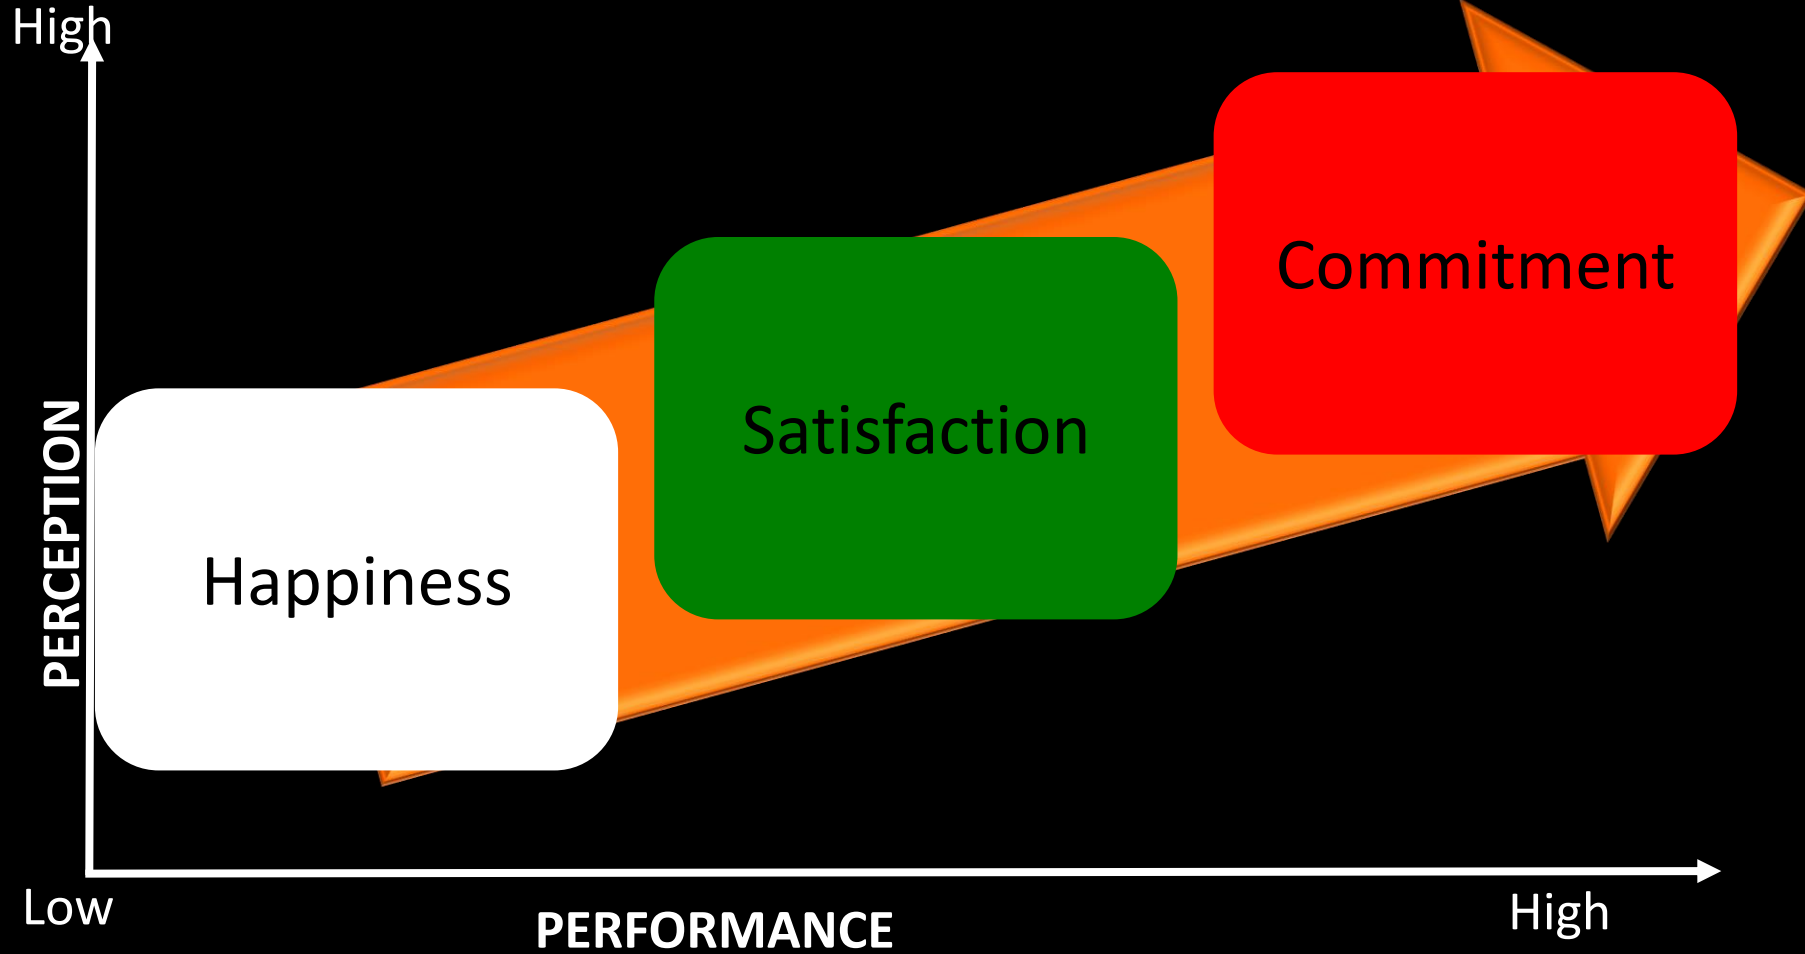 High
Commitment
Satisfaction
Happiness
PERCEPTION
Low
High
PERFORMANCE